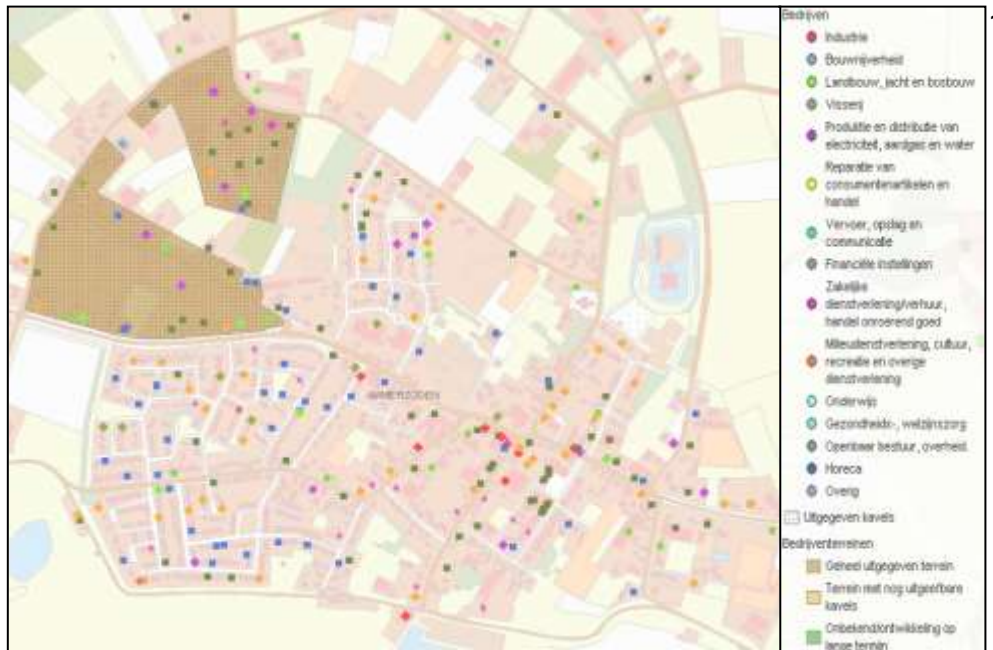 Bedrijven
Industrie
Bouwnijverheid
Landbouw, jacht en bosbouw
Visserij
Produktie en distributie van
electriciteit, aardgas en water
Reparatie van
consumentenartikelen en
handel
Vervoer, opslag en
communicatie
Financiële instellingen
Zakelijke
dienstverlening/verhuur,
handel onroerend goed
Milieudienstverlening, cultuur,
recreatie en overige
dienstverlening
Onderwijs
Gezondheids-, welzijnszorg
Openbaar bestuur, overheid
Horeca
Overig
Uitgegeven kavels
Bedrijventerreinen
Geheel uitgegeven terrein
Terrein met nog uitgeefbare
kavels
Onbekend/ontwikkeling op
lange termijn
AMMERZODEN